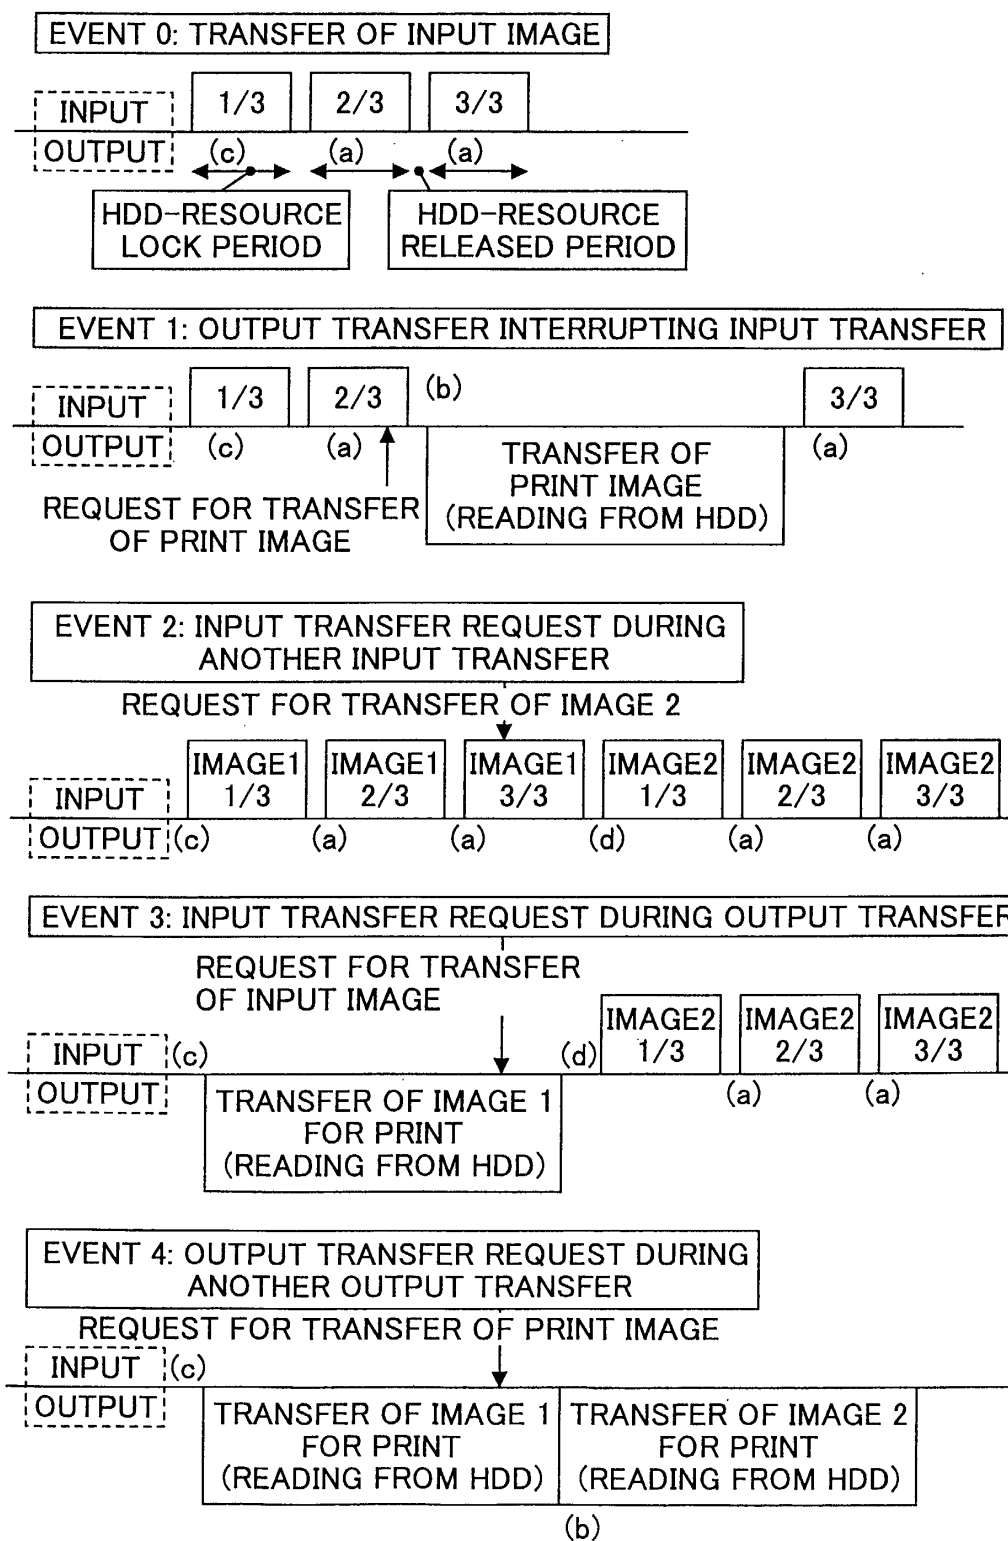 EVENT 0: TRANSFER OF INPUT IMAGE
1/3 2/3 3/3
INPUT
OUTPUT (c) (a) (a)
HDD-RESOURCE
LOCK PERIOD
HDD-RESOURCE
RELEASED PERIOD
EVENT 1: OUTPUT TRANSFER INTERRUPTING INPUT TRANSFER
1/3 2/3 (b) 3/3
INPUT
OUTPUT (c) (a) (a)
TRANSFER OF
PRINT IMAGE
(READING FROM HDD)
REQUEST FOR TRANSFER
OF PRINT IMAGE
EVENT 2: INPUT TRANSFER REQUEST DURING
ANOTHER INPUT TRANSFER
REQUEST FOR TRANSFER OF IMAGE 2
IMAGE1 IMAGE1 IMAGE1 IMAGE2 IMAGE2 IMAGE2
1/3 2/3 3/3 1/3 2/3 3/3
INPUT
OUTPUT (c) (a) (a) (d) (a) (a)
EVENT 3: INPUT TRANSFER REQUEST DURING OUTPUT TRANSFER
REQUEST FOR TRANSFER
OF INPUT IMAGE
IMAGE2 IMAGE2 IMAGE2
INPUT (c) (d) 1/3 2/3 3/3
OUTPUT (a) (a)
TRANSFER OF IMAGE 1
FOR PRINT
(READING FROM HDD)
EVENT 4: OUTPUT TRANSFER REQUEST DURING
ANOTHER OUTPUT TRANSFER
REQUEST FOR TRANSFER OF PRINT IMAGE
INPUT (c)
OUTPUT
TRANSFER OF IMAGE 1
FOR PRINT
(READING FROM HDD)
TRANSFER OF IMAGE 2
FOR PRINT
(READING FROM HDD)
(b)